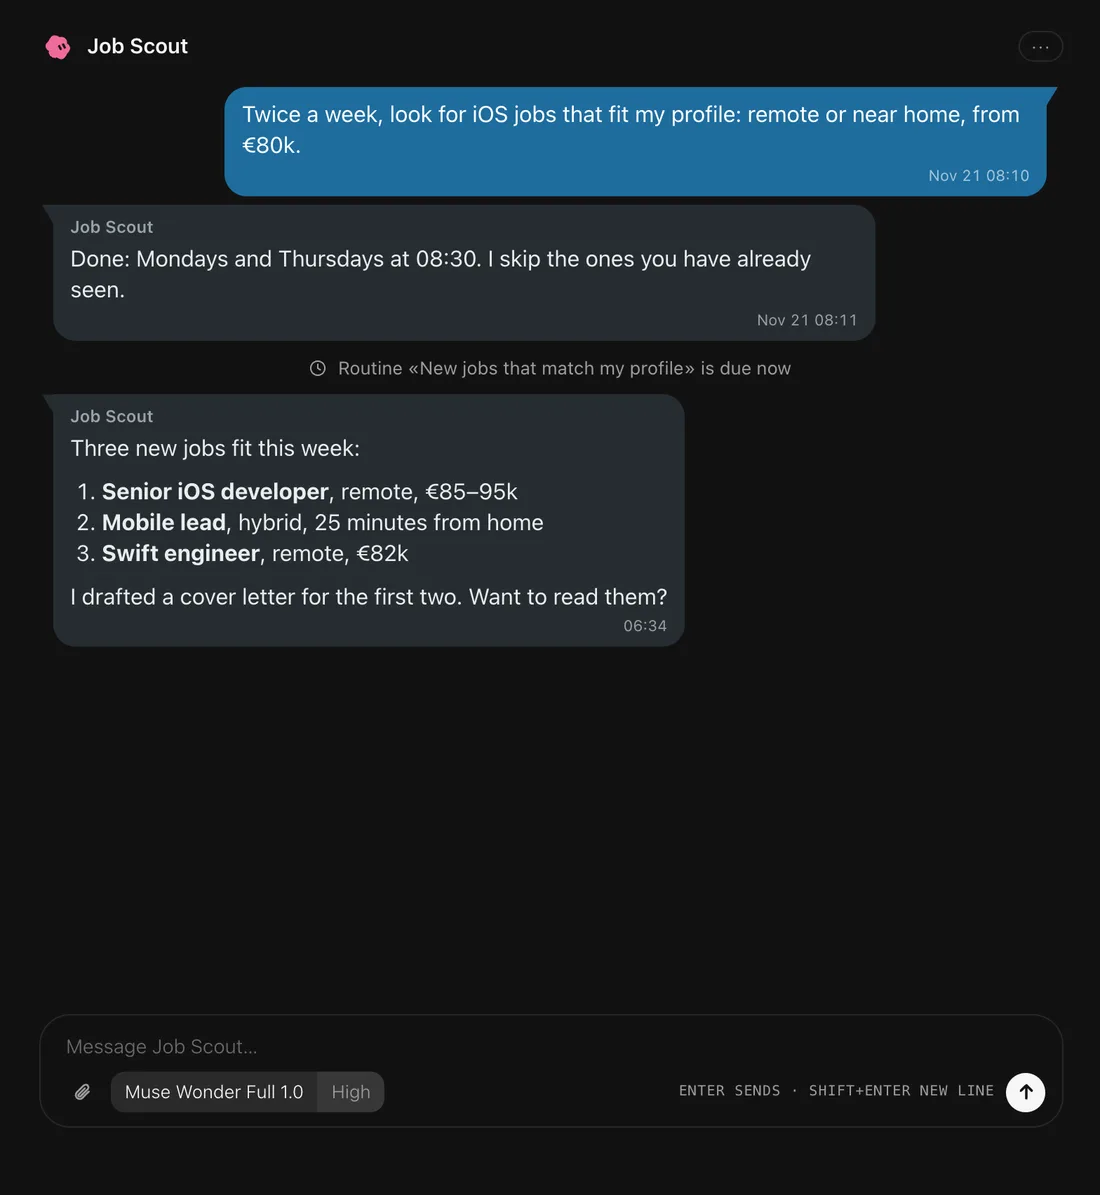 Job Scout
...
Twice a week, look for iOS jobs that fit my profile: remote or near home, from
€80k.
Nov 21 08:10
Job Scout
Done: Mondays and Thursdays at 08:30. I skip the ones you have already
seen.
Nov 21 08:11
Routine «New jobs that match my profile» is due now
Job Scout
Three new jobs fit this week:
1. Senior iOS developer, remote, €85–95k
2. Mobile lead, hybrid, 25 minutes from home
3. Swift engineer, remote, €82k
I drafted a cover letter for the first two. Want to read them?
06:34
Message Job Scout...
Muse Wonder Full 1.0 High
ENTER SENDS · SHIFT+ENTER NEW LINE